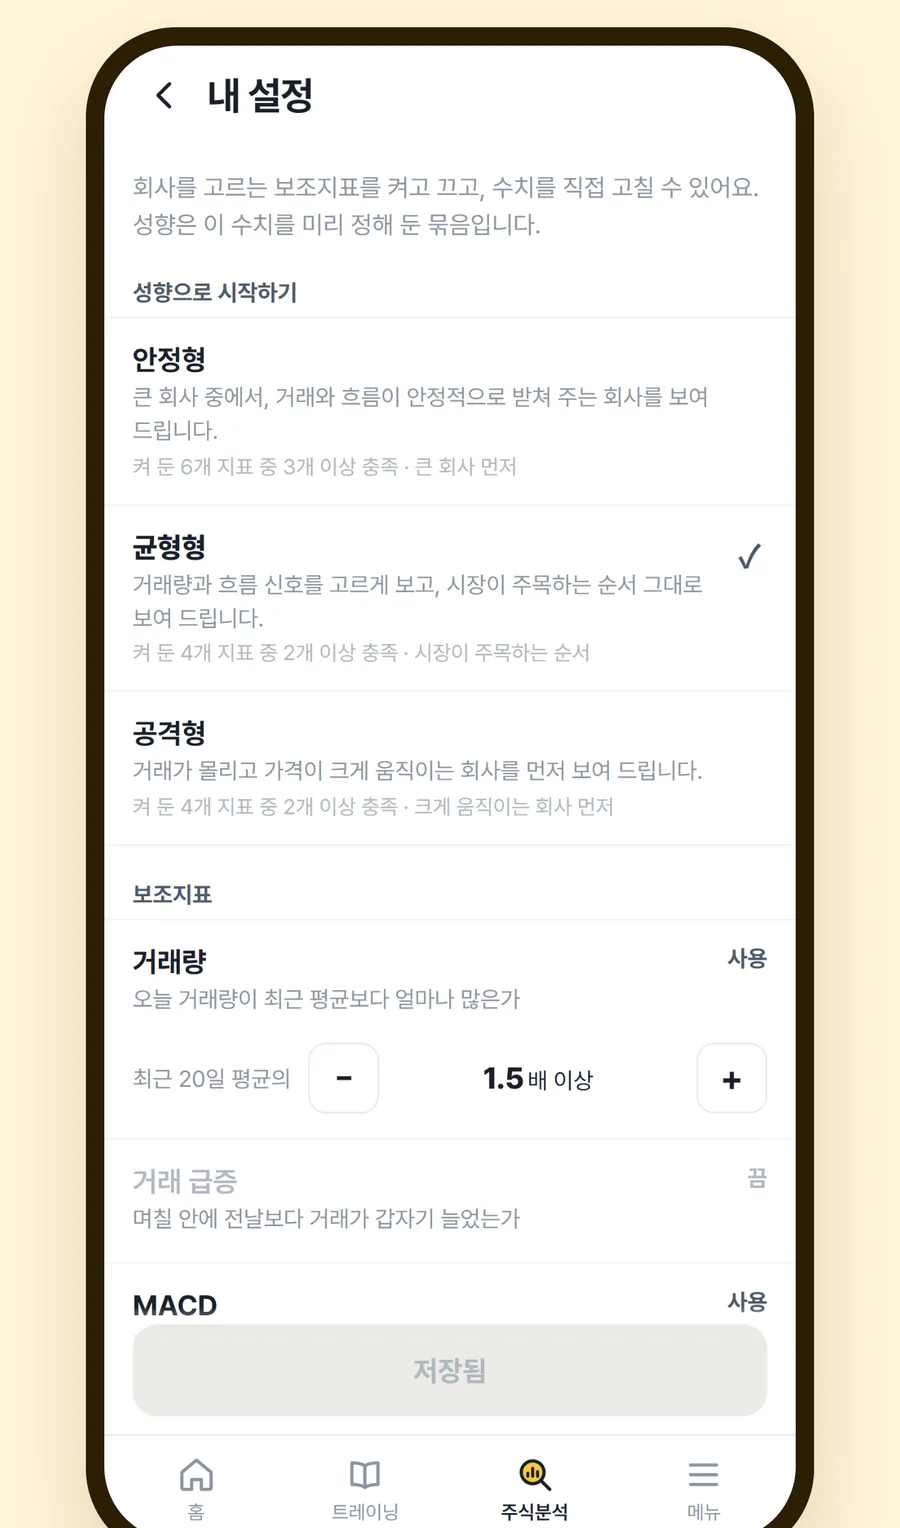 내 설정
회사를 고르는 보조지표를 켜고 끄고, 수치를 직접 고칠 수 있어요.
성향은 이 수치를 미리 정해 둔 묶음입니다.
성향으로 시작하기
안정형
큰 회사 중에서, 거래와 흐름이 안정적으로 받쳐 주는 회사를 보여
드립니다.
켜 둔 6개 지표 중 3개 이상 충족 · 큰 회사 먼저
균형형
거래량과 흐름 신호를 고르게 보고, 시장이 주목하는 순서 그대로
보여 드립니다.
켜 둔 4개 지표 중 2개 이상 충족 · 시장이 주목하는 순서
공격형
거래가 몰리고 가격이 크게 움직이는 회사를 먼저 보여 드립니다.
켜 둔 4개 지표 중 2개 이상 충족 · 크게 움직이는 회사 먼저
보조지표
거래량 사용
오늘 거래량이 최근 평균보다 얼마나 많은가
최근 20일 평균의 − 1.5 배 이상 +
거래 급증 끔
며칠 안에 전날보다 거래가 갑자기 늘었는가
MACD 사용
저장됨
홈 트레이닝 주식분석 메뉴